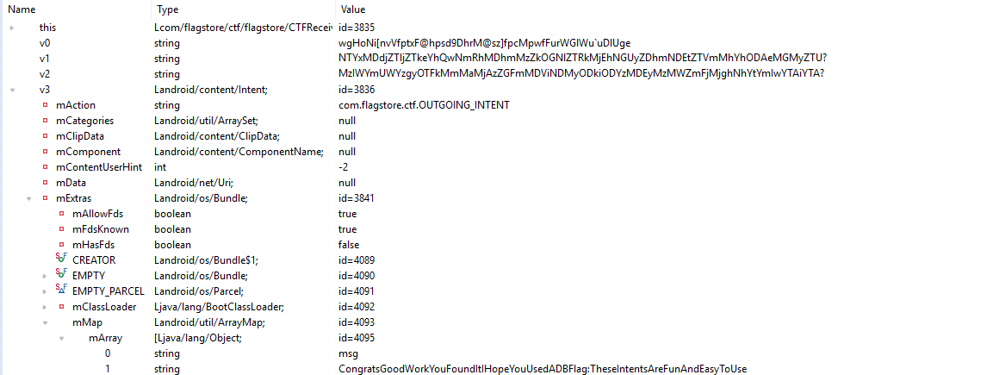 Name Type Value
this Lcom/flagstore/ctf/flagstore/CTFRecei id=3835
v0 string wgHoNi[nvVfptxF@hpsd9DhrM@sz]fpcMpwfFurWGlWu`uDlUge
v1 string NTYxMDdjZTljZTkeYhQwNmRhMDhmMzZkOGNlZTRkMjEhNGUyZDhmNDEtZTVmMhYhODAeMGMyZTU?
v2 string MzlWYmUWYzgyOTFkMmMaMjAzZGFmMDViNDMyODkiODYzMDEyMzMWZmFjMjghNhYtYmlwYTAiYTA?
v3 Landroid/content/Intent; id=3836
mAction string com.flagstore.ctf.OUTGOING_INTENT
mCategories Landroid/util/ArraySet; null
mClipData Landroid/content/ClipData; null
mComponent Landroid/content/ComponentName; null
mContentUserHint int -2
mData Landroid/net/Uri; null
mExtras Landroid/os/Bundle; id=3841
mAllowFds boolean true
mFdsKnown boolean true
mHasFds boolean false
CREATOR Landroid/os/Bundle$1; id=4089
EMPTY Landroid/os/Bundle; id=4090
EMPTY_PARCEL Landroid/os/Parcel; id=4091
mClassLoader Ljava/lang/BootClassLoader; id=4092
mMap Landroid/util/ArrayMap; id=4093
mArray [Ljava/lang/Object; id=4095
0 string msg
1 string CongratsGoodWorkYouFoundItIHopeYouUsedADBFlag:TheseIntentsAreFunAndEasyToUse